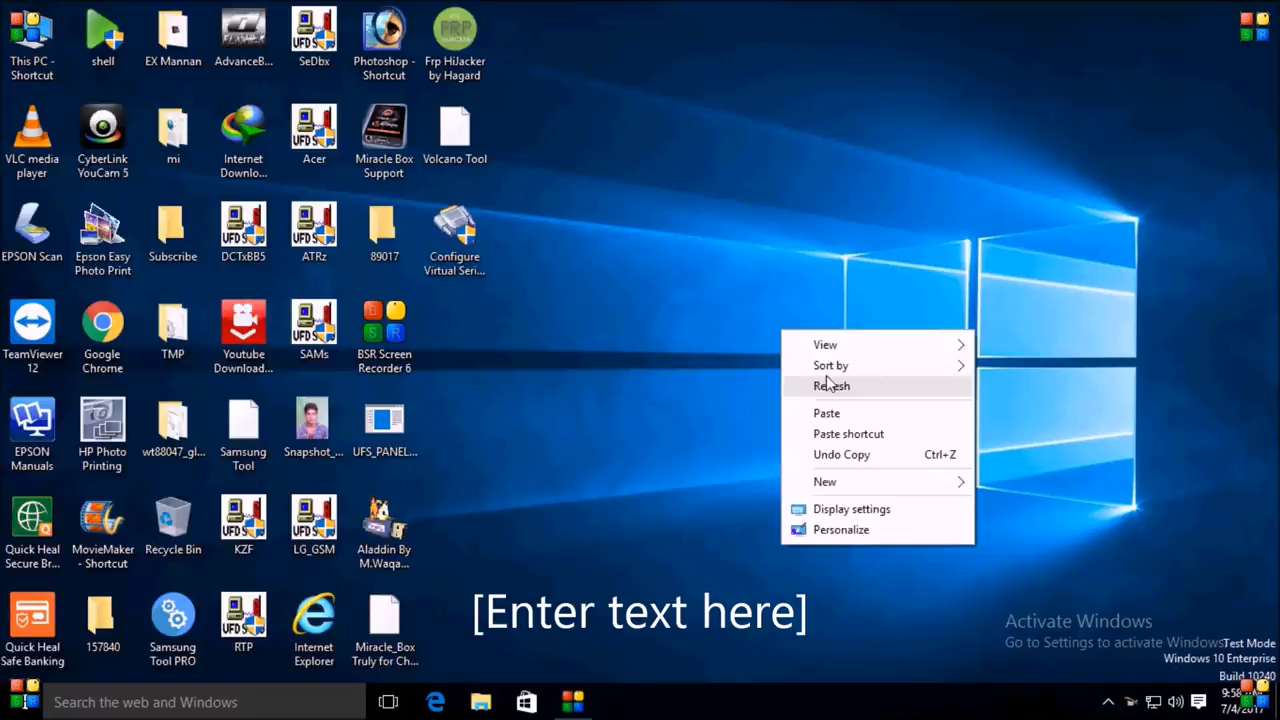 This PC -
Shortcut
shell
EX Mannan
AdvanceB...
SeDbx
Photoshop -
Shortcut
Frp HiJacker
by Hagard
VLC media
player
CyberLink
YouCam 5
mi
Internet
Downlo...
Acer
Miracle Box
Support
Volcano Tool
EPSON Scan
Epson Easy
Photo Print
Subscribe
DCTxBB5
ATRz
89017
Configure
Virtual Seri...
TeamViewer
12
Google
Chrome
TMP
Youtube
Download...
SAMs
BSR Screen
Recorder 6
EPSON
Manuals
HP Photo
Printing
wt88047_gl...
Samsung
Tool
Snapshot_...
UFS_PANEL...
Quick Heal
Secure Br...
MovieMaker
- Shortcut
Recycle Bin
KZF
LG_GSM
Aladdin By
M.Waqa...
Quick Heal
Safe Banking
157840
Samsung
Tool PRO
RTP
Internet
Explorer
Miracle_Box
Truly for Ch...
View
Sort by
Refresh
Paste
Paste shortcut
Undo Copy Ctrl+Z
New
Display settings
Personalize
[Enter text here]
Activate Windows
Go to Settings to activate Windows
Test Mode
Windows 10 Enterprise
Build 10240
Search the web and Windows
7/4/2017